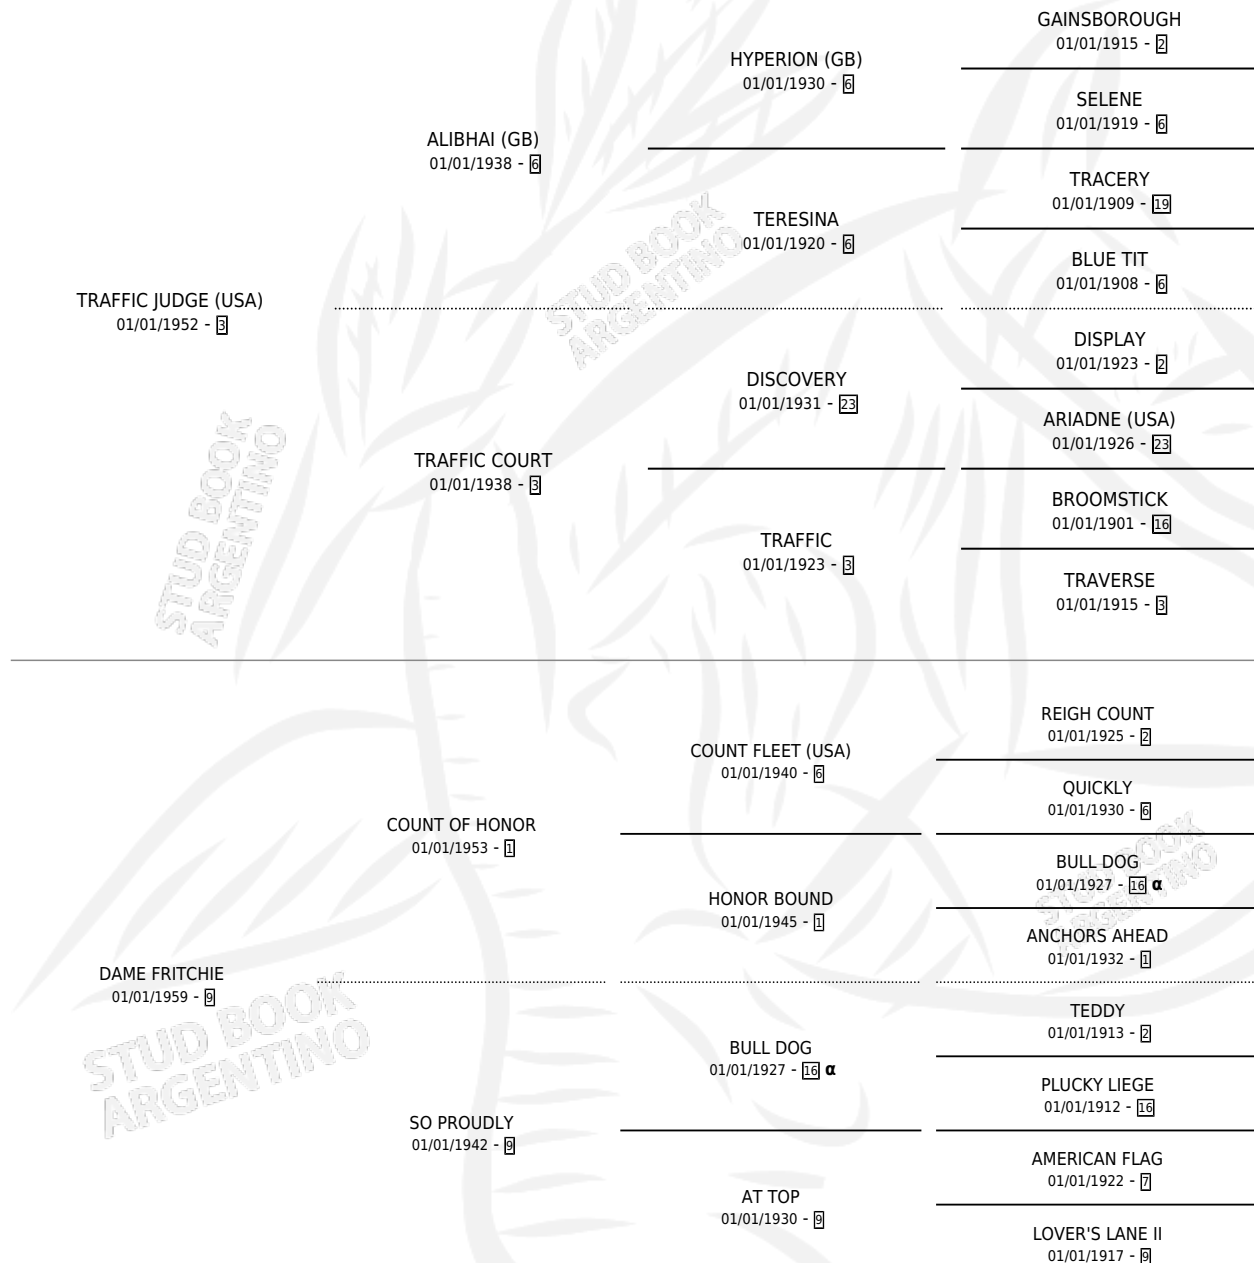 GAINSBOROUGH
01/01/1915 - 2
HYPERION (GB)
01/01/1930 - 6
SELENE
01/01/1919 - 6
ALIBHAI (GB)
01/01/1938 - 6
TRACERY
01/01/1909 - 19
TERESINA
01/01/1920 - 6
BLUE TIT
01/01/1908 - 6
STUD BOOK
ARGENTINO
TRAFFIC JUDGE (USA)
01/01/1952 - 3
DISPLAY
01/01/1923 - 2
DISCOVERY
01/01/1931 - 23
ARIADNE (USA)
01/01/1926 - 23
TRAFFIC COURT
01/01/1938 - 3
BROOMSTICK
01/01/1901 - 16
TRAFFIC
01/01/1923 - 3
TRAVERSE
01/01/1915 - 3
STUD BOOK
ARGENTINO
REIGH COUNT
01/01/1925 - 2
COUNT FLEET (USA)
01/01/1940 - 6
QUICKLY
01/01/1930 - 6
COUNT OF HONOR
01/01/1953 - 1
BULL DOG
01/01/1927 - 16 α
HONOR BOUND
01/01/1945 - 1
ANCHORS AHEAD
01/01/1932 - 1
STUD BOOK
ARGENTINO
DAME FRITCHIE
01/01/1959 - 9
TEDDY
01/01/1913 - 2
BULL DOG
01/01/1927 - 16 α
PLUCKY LIEGE
01/01/1912 - 16
SO PROUDLY
01/01/1942 - 9
AMERICAN FLAG
01/01/1922 - 7
AT TOP
01/01/1930 - 9
LOVER'S LANE II
01/01/1917 - 9
STUD BOOK
ARGENTINO